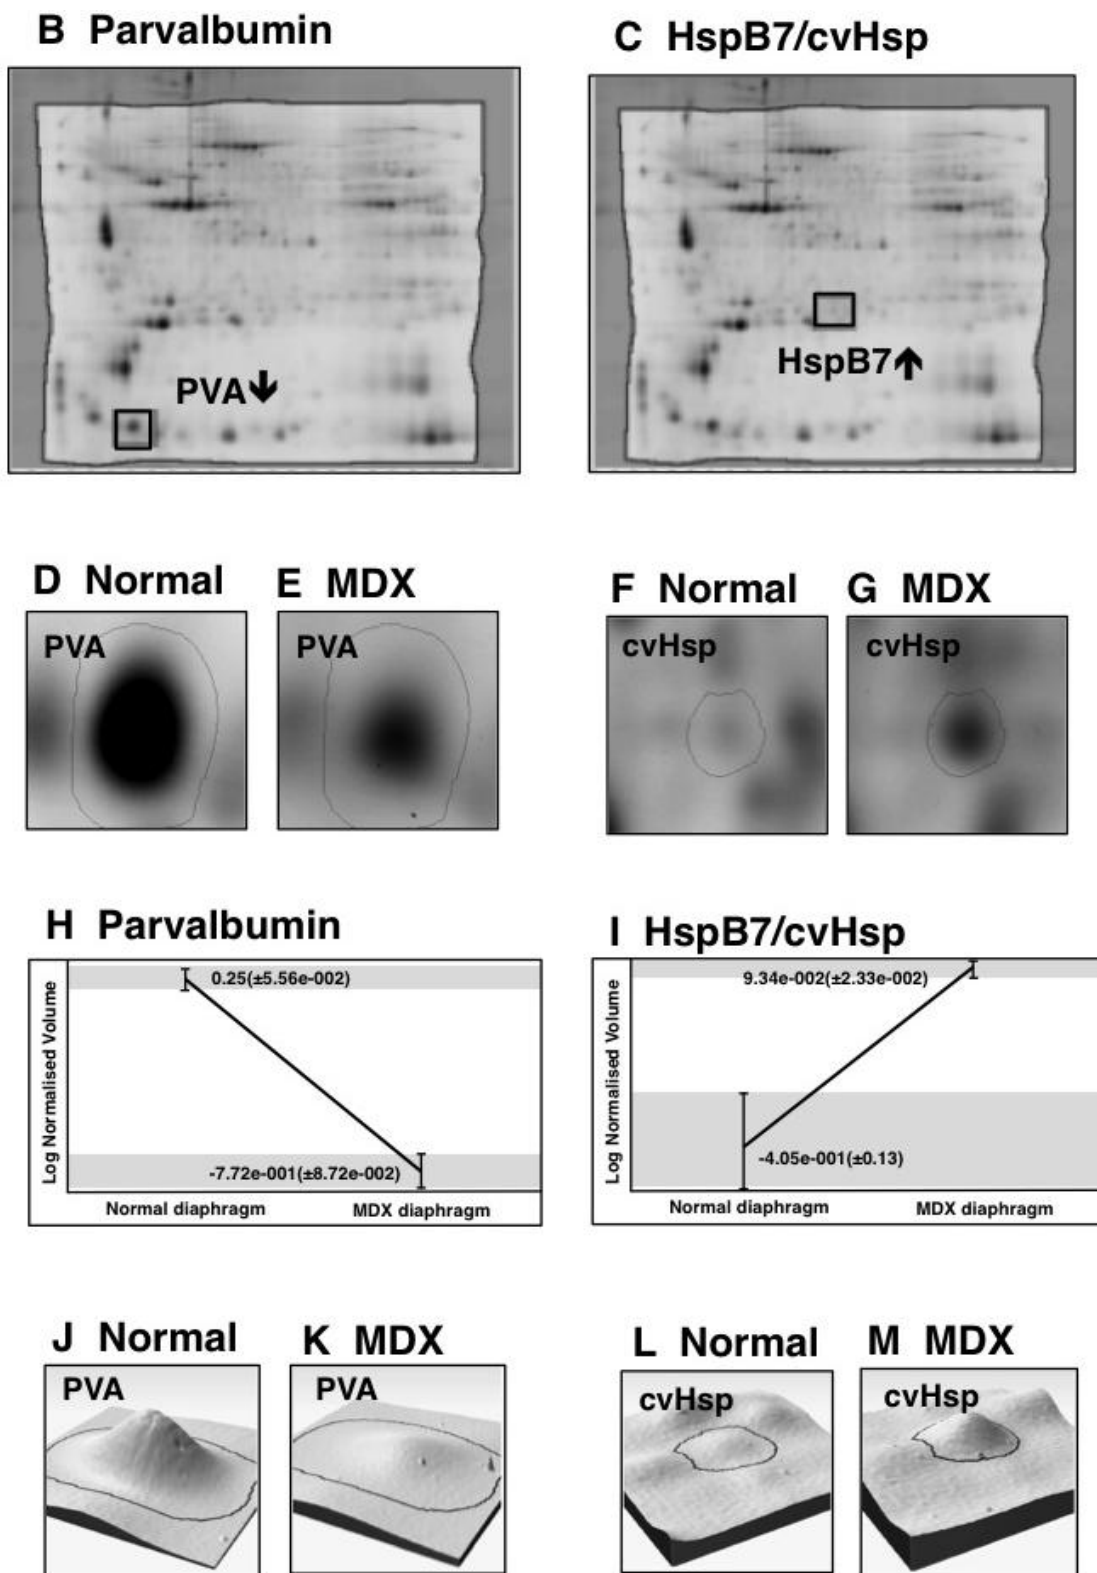 B Parvalbumin
C HspB7/cvHsp
PVA↓
HspB7↑
D Normal
E MDX
F Normal
G MDX
PVA
PVA
cvHsp
cvHsp
H Parvalbumin
I HspB7/cvHsp
Log Normalised Volume
0.25(±5.56e-002)
-7.72e-001(±8.72e-002)
Normal diaphragm
MDX diaphragm
Log Normalised Volume
9.34e-002(±2.33e-002)
-4.05e-001(±0.13)
Normal diaphragm
MDX diaphragm
J Normal
K MDX
L Normal
M MDX
PVA
PVA
cvHsp
cvHsp